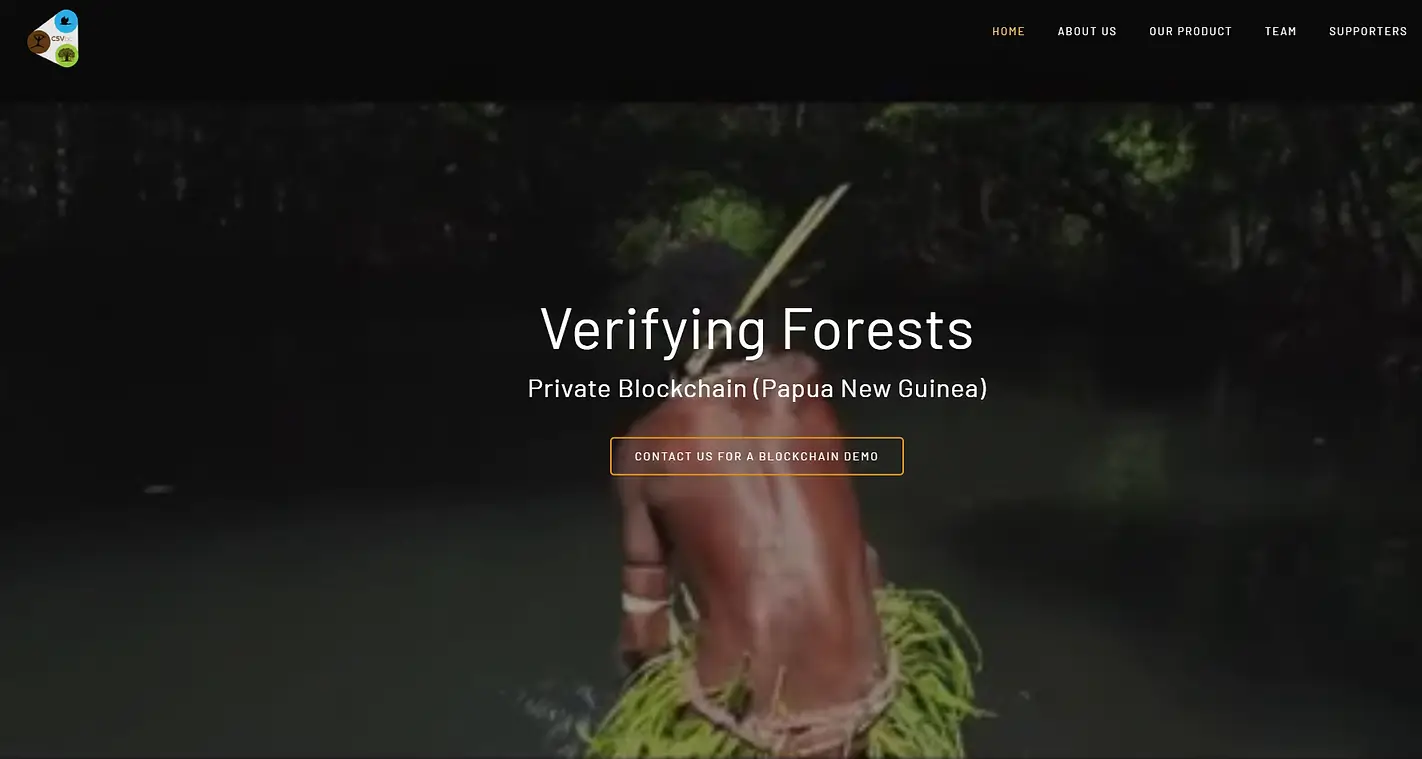 CSV
HOME
ABOUT US
OUR PRODUCT
TEAM
SUPPORTERS
Verifying Forests
Private Blockchain (Papua New Guinea)
CONTACT US FOR A BLOCKCHAIN DEMO